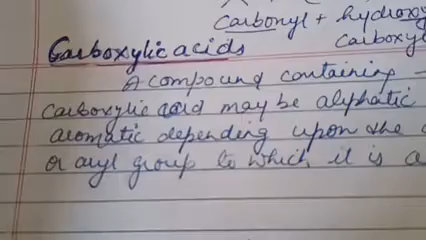 Carbonyl + hydroxy
Carboxylic acids
Carboxyl
A compound containing -
Carboxylic acid may be aliphatic
aromatic depending upon the
or aryl group to which it is a